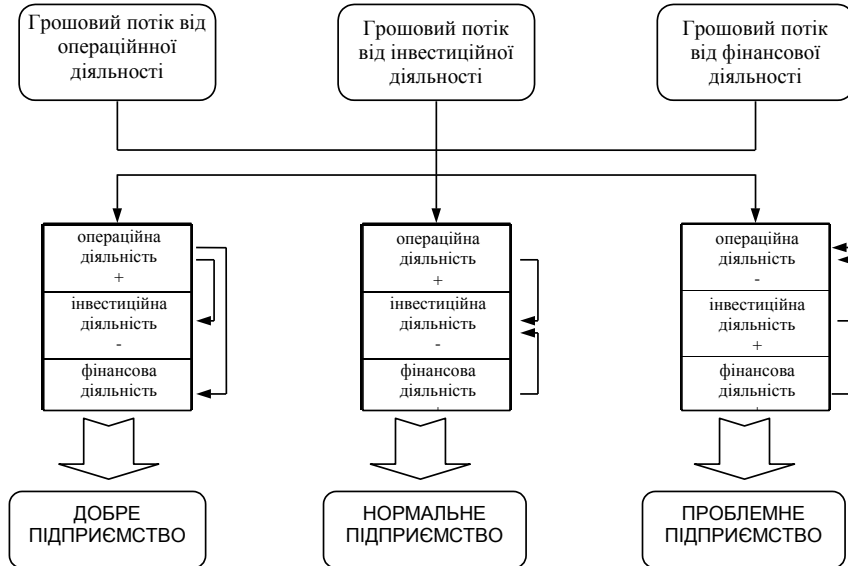 Грошовий потік від
операційнної
діяльності
Грошовий потік
від інвестиційної
діяльності
Грошовий потік
від фінансової
діяльності
операційна
діяльність
+
інвестиційна
діяльність
-
фінансова
діяльність
операційна
діяльність
+
інвестиційна
діяльність
-
фінансова
діяльність
операційна
діяльність
-
інвестиційна
діяльність
+
фінансова
діяльність
ДОБРЕ
ПІДПРИЄМСТВО
НОРМАЛЬНЕ
ПІДПРИЄМСТВО
ПРОБЛЕМНЕ
ПІДПРИЄМСТВО